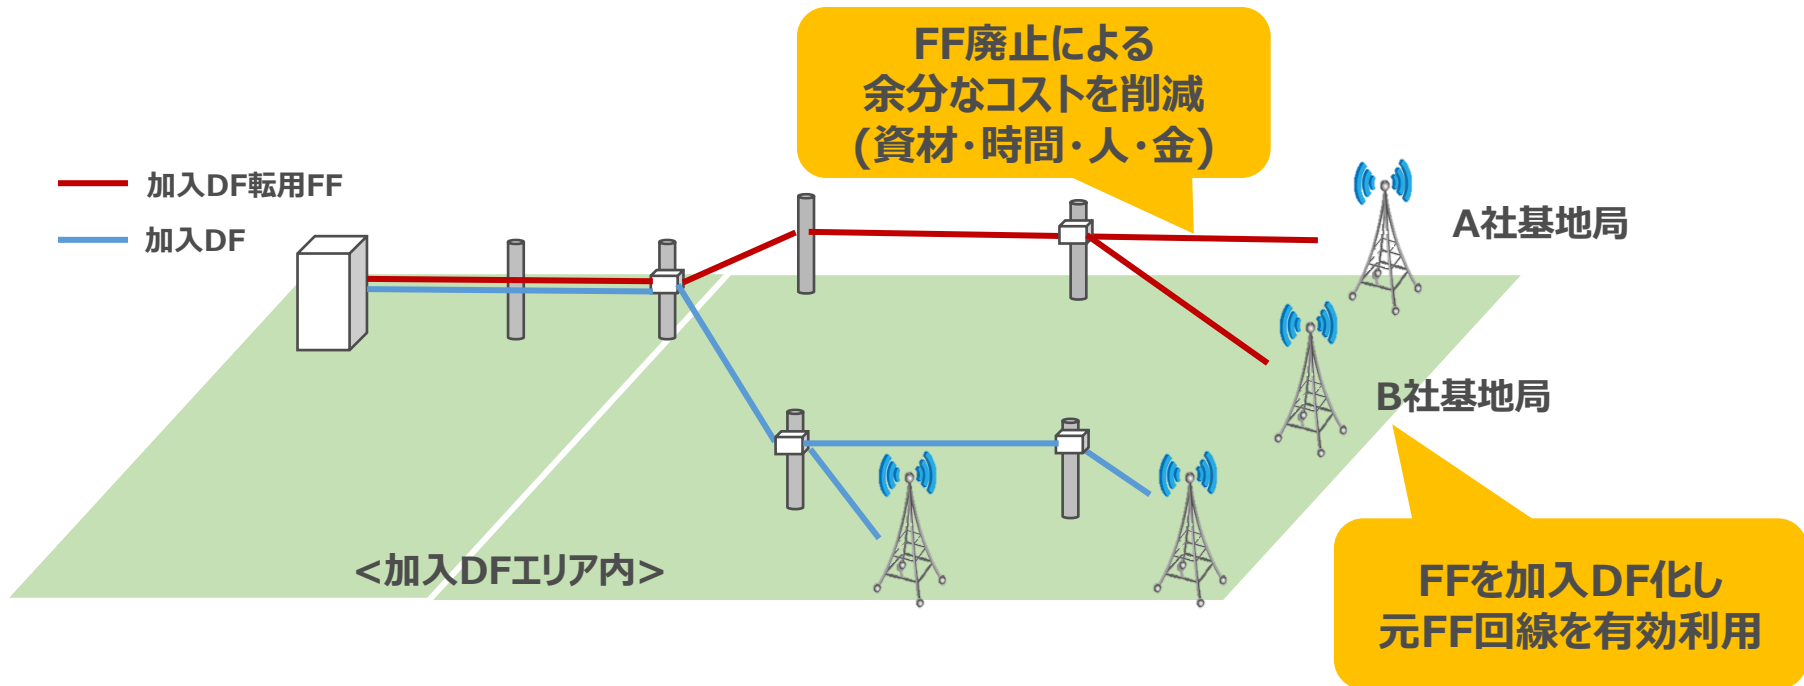 FF廃止による
余分なコストを削減
(資材・時間・人・金)
加入DF転用FF
加入DF
A社基地局
B社基地局
<加入DFエリア内>
FFを加入DF化し
元FF回線を有効利用